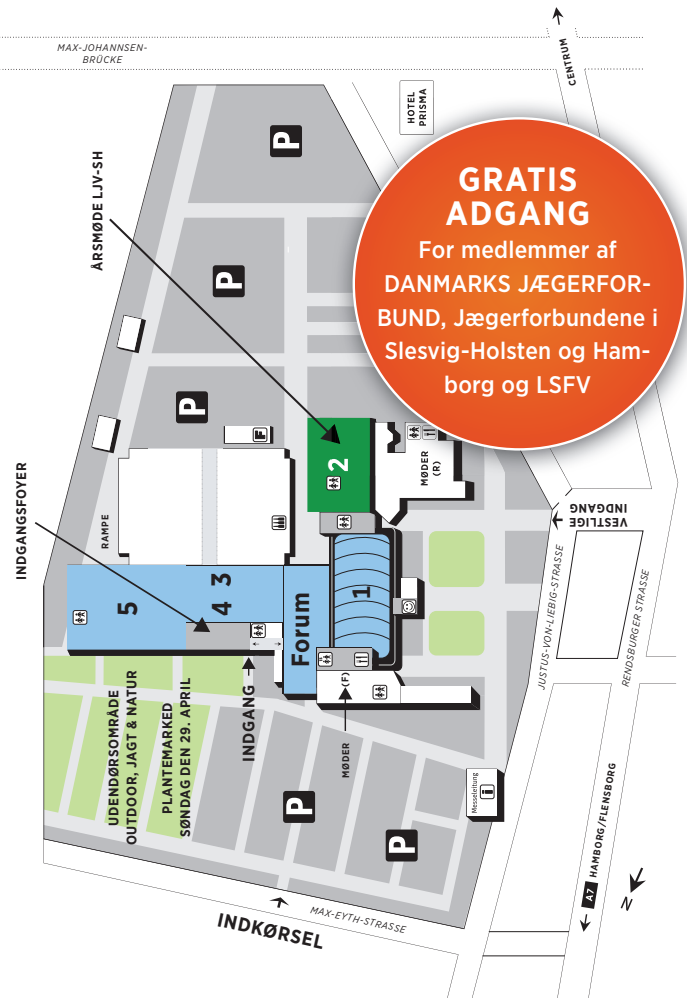 MAX-JOHANNSEN-
BRÜCKE
CENTRUM
HOTEL
PRISMA
P
ÅRSMØDE LJV-SH
GRATIS
ADGANG
For medlemmer af
DANMARKS JÆGERFOR-
BUND, Jægerforbundene i
Slesvig-Holsten og Ham-
borg og LSFV
P
P
F
2
MØDER
(R)
INDGANGSFOYER
RAMPE
VESTLIGE
INDGANG
5
4
3
1
Forum
JUSTUS-VON-LIEBIG-STRASSE
RENDSBURGER STRASSE
INDGANG
MØDER
(F)
UDENDØRSOMRÅDE
OUTDOOR, JAGT & NATUR
PLANTEMARKED
SØNDAG DEN 29. APRIL
P
P
Messeleitung
i
A7 HAMBORG/FLENSBORG
N
MAX-EYTH-STRASSE
INDKØRSEL